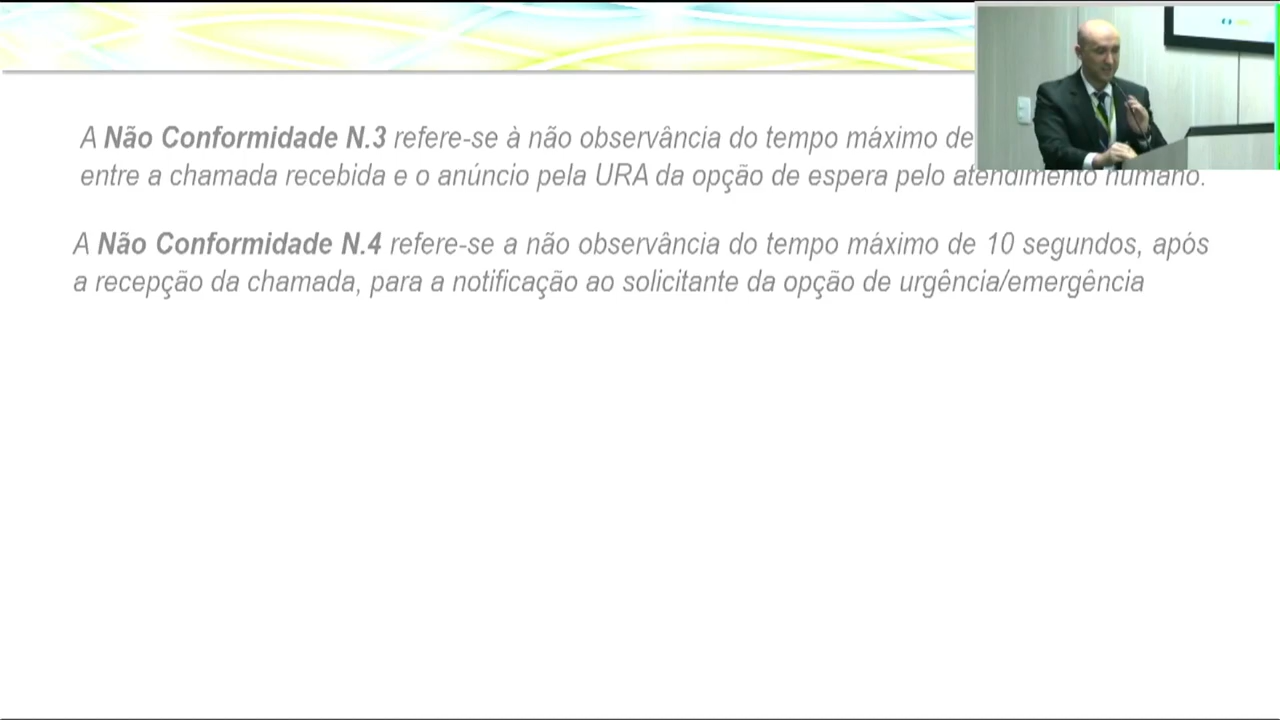 A Não Conformidade N.3 refere-se à não observância do tempo máximo de
entre a chamada recebida e o anúncio pela URA da opção de espera pelo atendimento humano.
A Não Conformidade N.4 refere-se a não observância do tempo máximo de 10 segundos, após
a recepção da chamada, para a notificação ao solicitante da opção de urgência/emergência